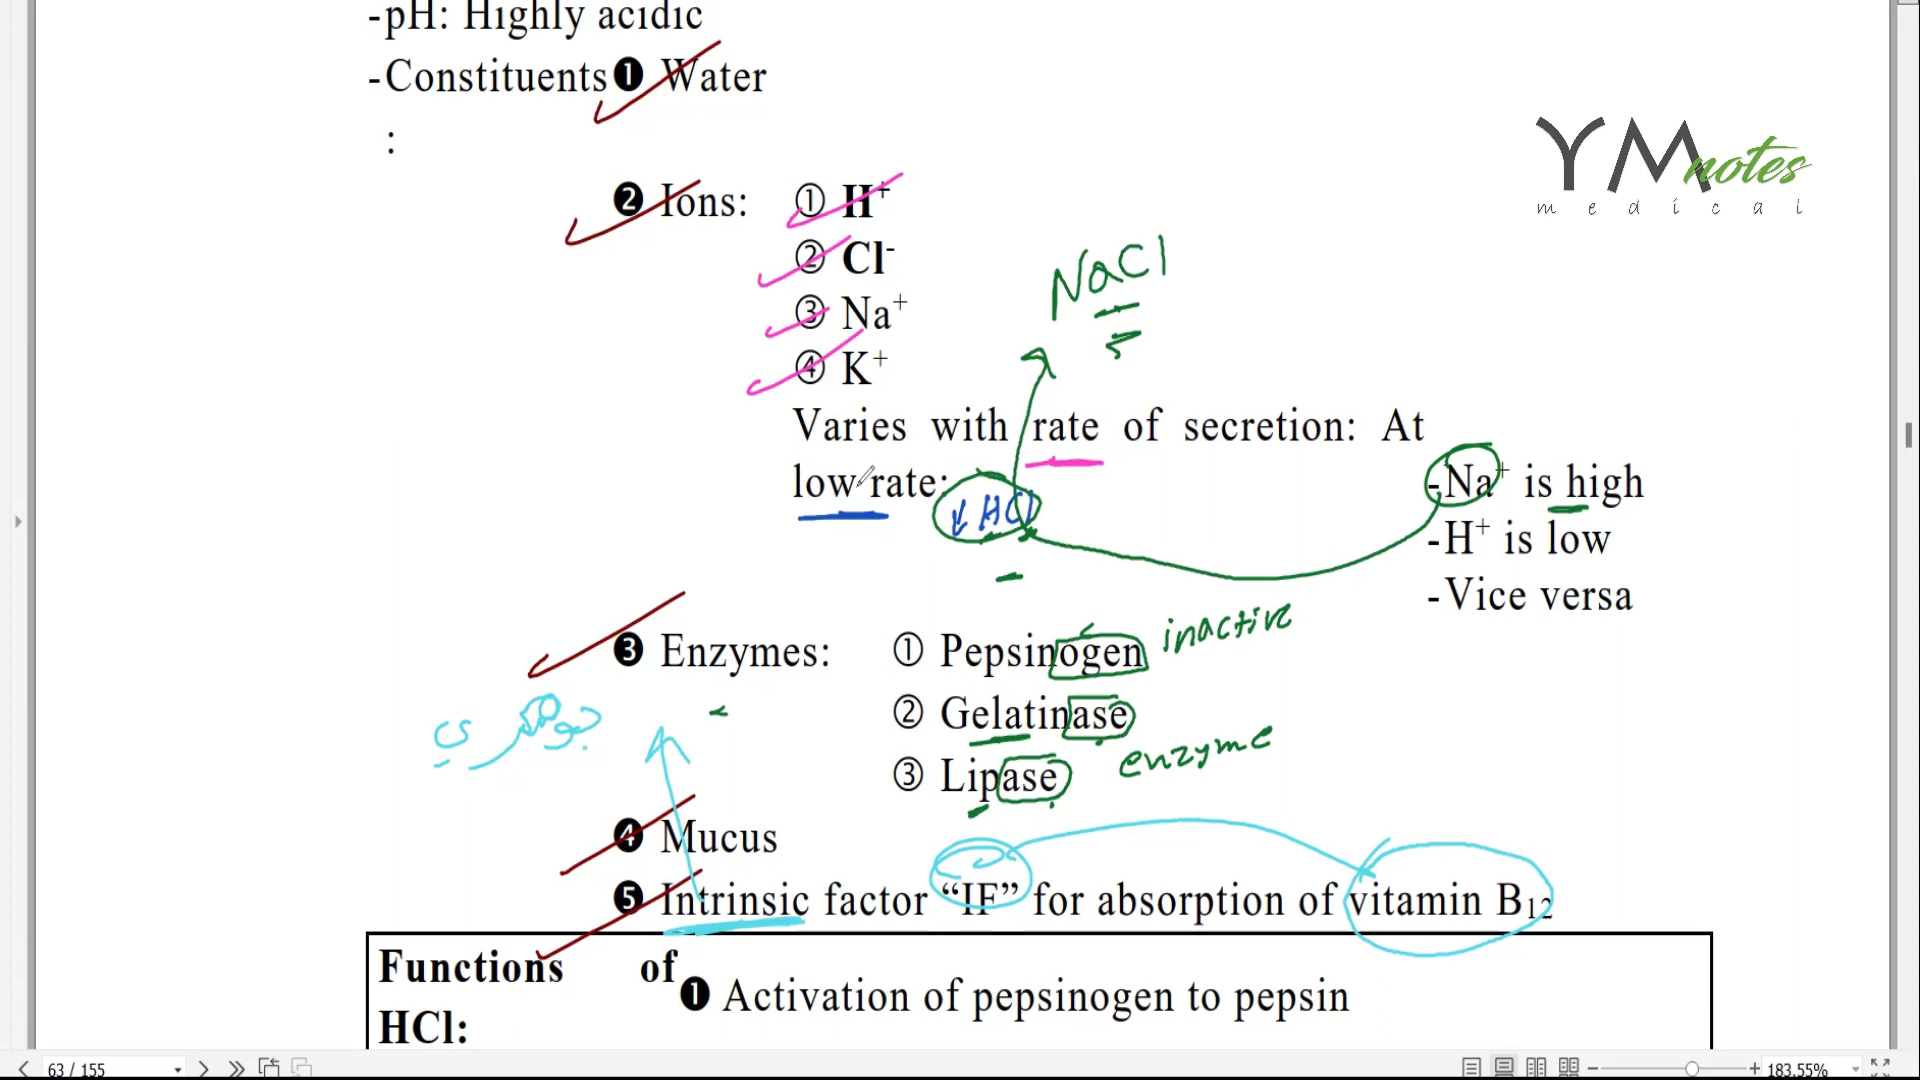 -pH: Highly acidic
-Constituents ❶ Water
:
❷ Ions: ① H⁺
② Cl⁻
③ Na⁺
④ K⁺
NaCl
Varies with rate of secretion: At
low rate: -Na⁺ is high
↓ HCl
-H⁺ is low
-Vice versa
❸ Enzymes: ① Pepsinogen inactive
② Gelatinase
③ Lipase enzyme
❹ Mucus
❺ Intrinsic factor “IF” for absorption of vitamin B₁₂
Functions of
HCl:
❶ Activation of pepsinogen to pepsin
YM notes
medical
63 / 155
183.55%